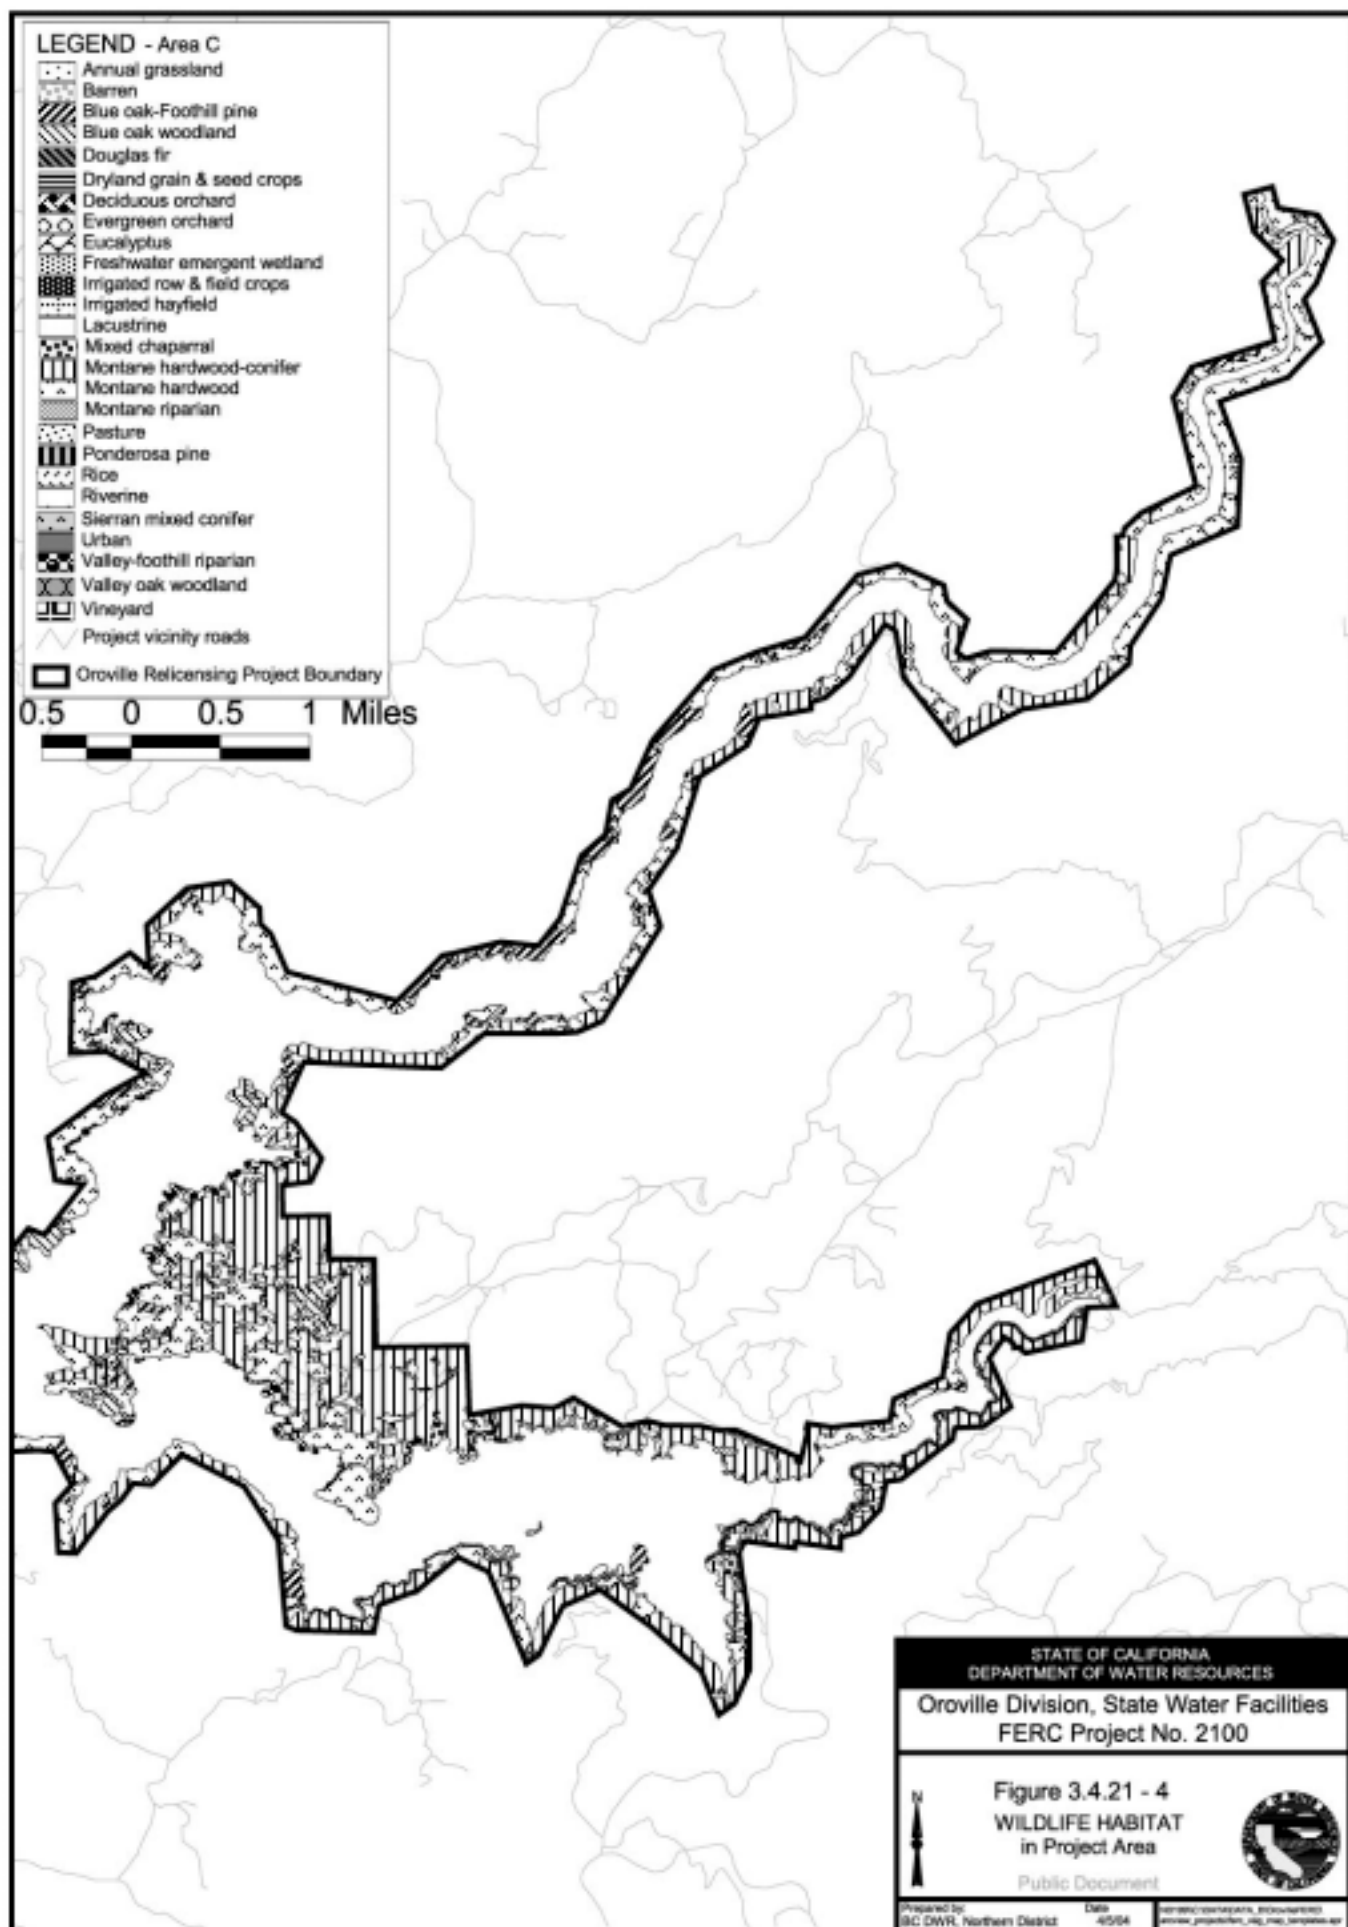 LEGEND - Area C
Annual grassland
Barren
Blue oak-Foothill pine
Blue oak woodland
Douglas fir
Dryland grain & seed crops
Deciduous orchard
Evergreen orchard
Eucalyptus
Freshwater emergent wetland
Irrigated row & field crops
Irrigated hayfield
Lacustrine
Mixed chaparral
Montane hardwood-conifer
Montane hardwood
Montane riparian
Pasture
Ponderosa pine
Rice
Riverine
Sierran mixed conifer
Urban
Valley-foothill riparian
Valley oak woodland
Vineyard
Project vicinity roads
Oroville Relicensing Project Boundary
0.5 0 0.5 1 Miles
STATE OF CALIFORNIA
DEPARTMENT OF WATER RESOURCES
Oroville Division, State Water Facilities
FERC Project No. 2100
N
Figure 3.4.21 - 4
WILDLIFE HABITAT
in Project Area
Public Document
Prepared by: Date
BC DWR, Northern District 4/5/04